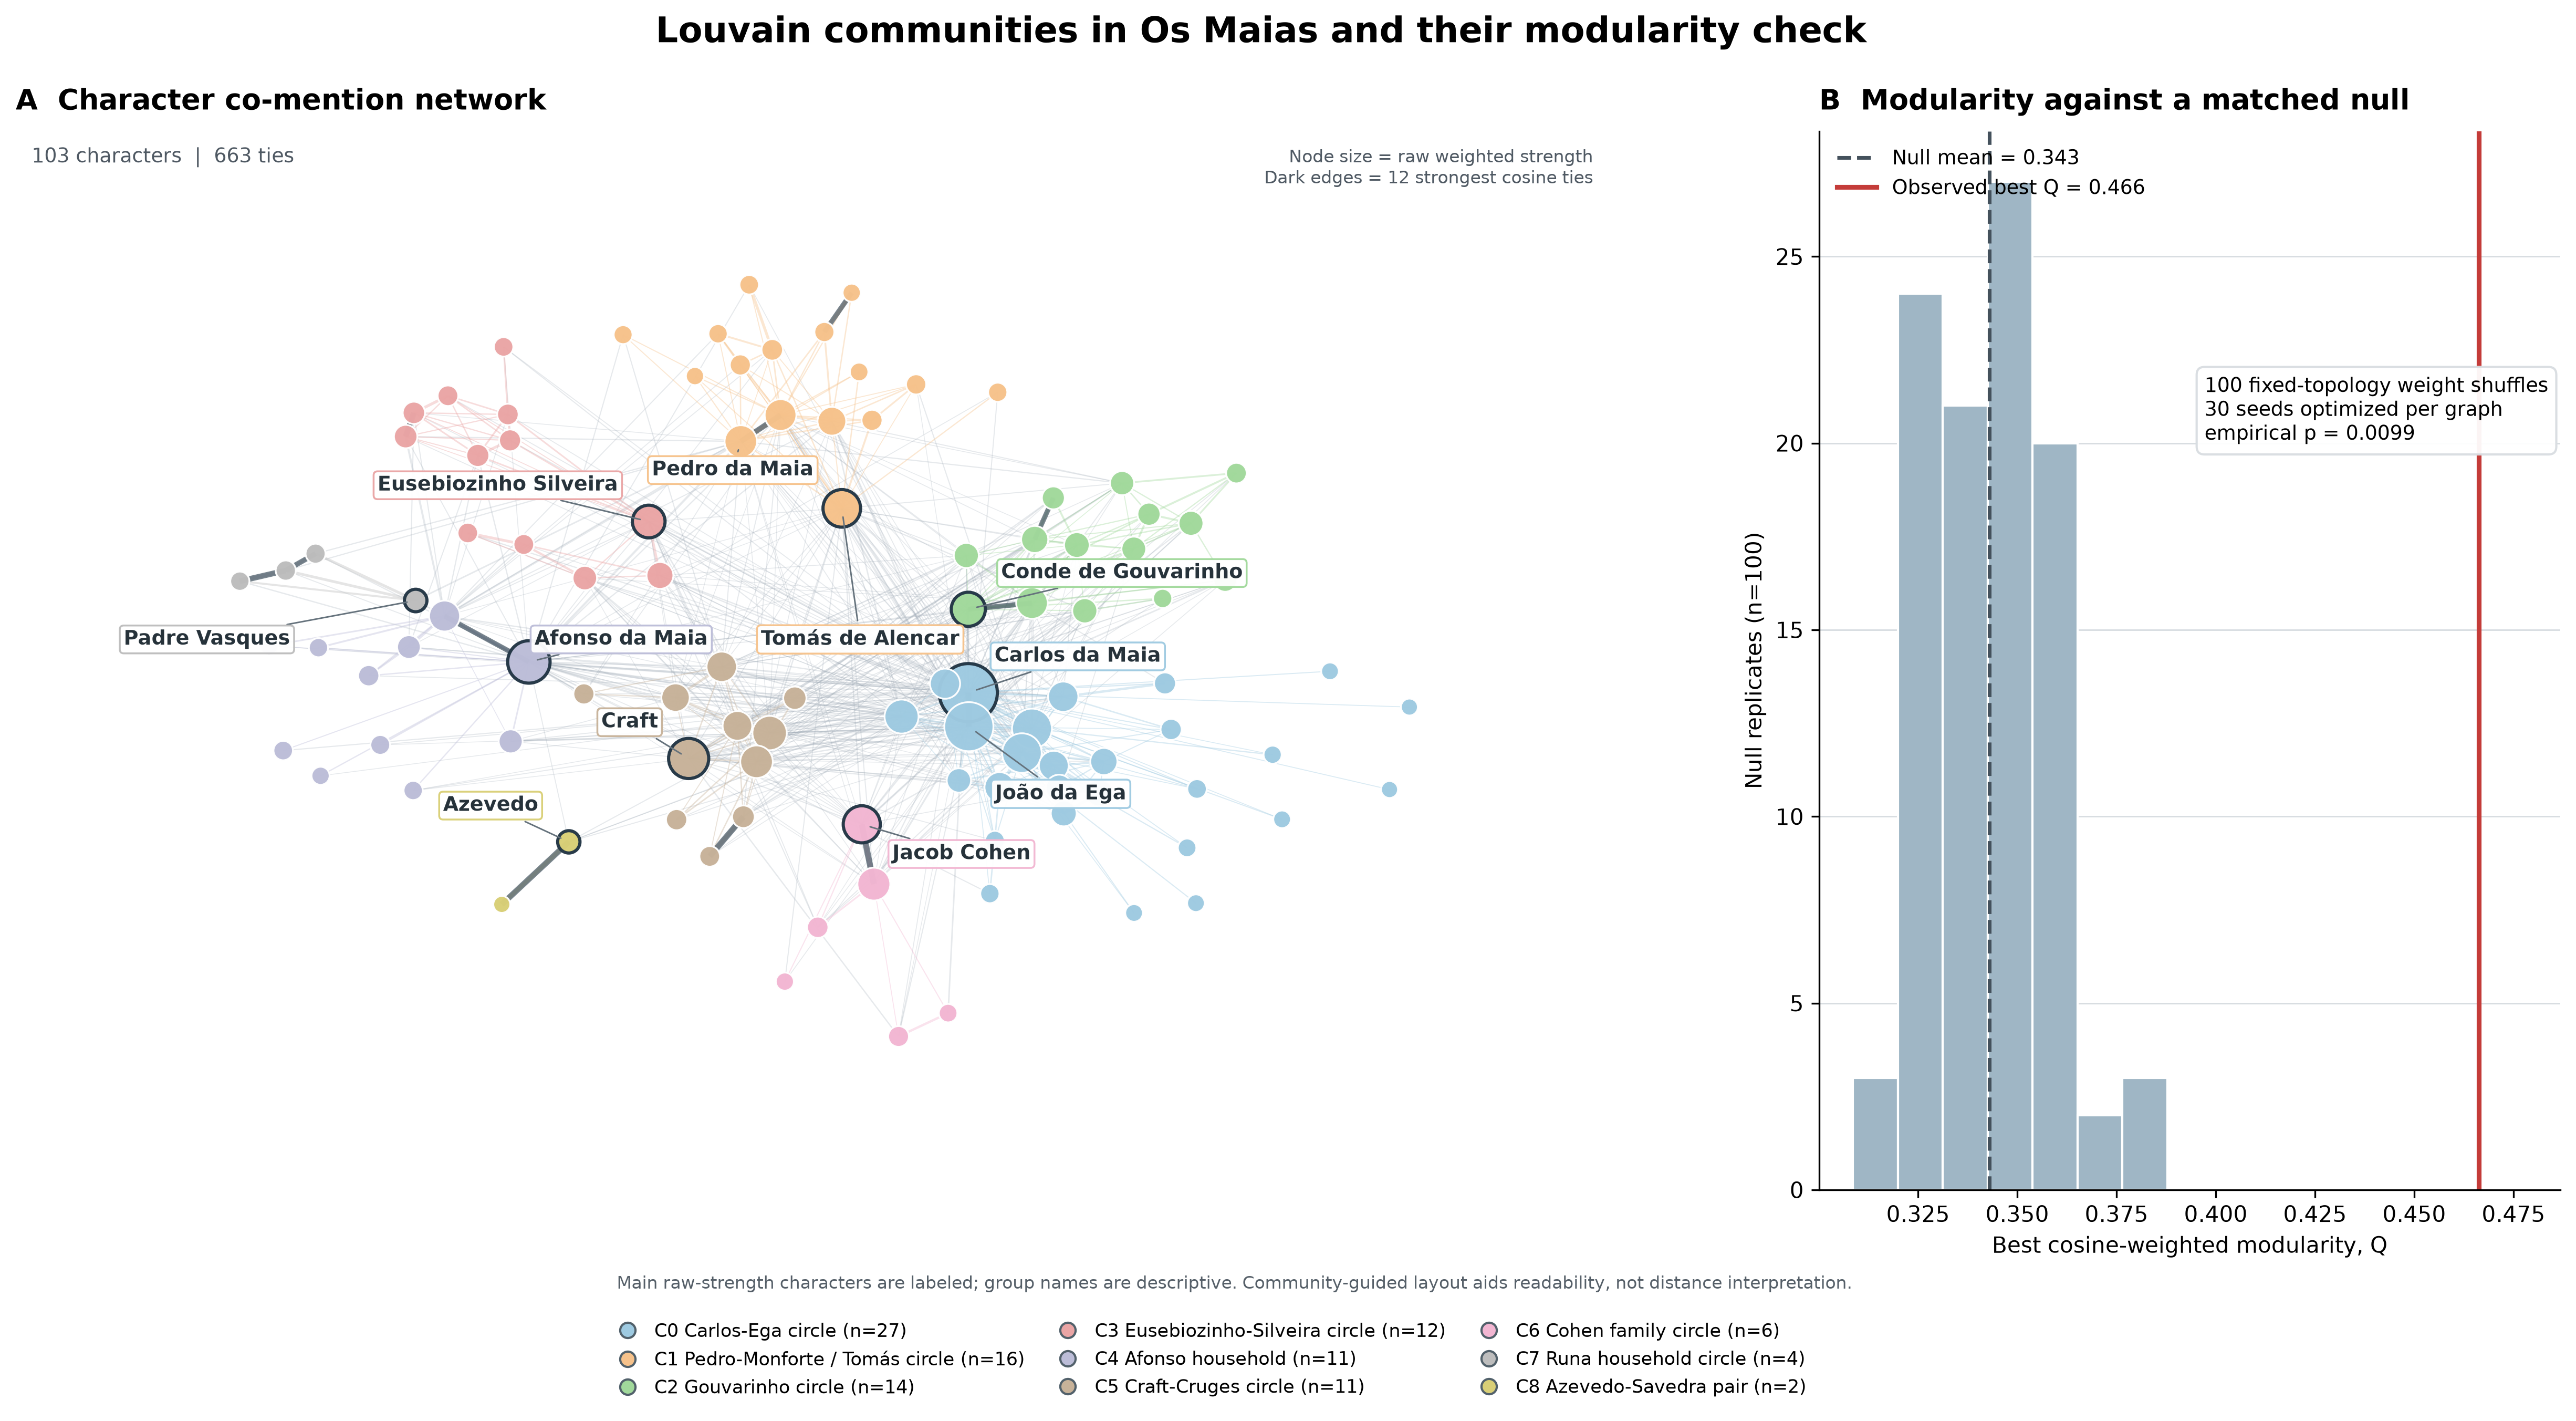 Louvain communities in Os Maias and their modularity check
A Character co-mention network
103 characters | 663 ties
Node size = raw weighted strength
Dark edges = 12 strongest cosine ties
Pedro da Maia
Eusebiozinho Silveira
Conde de Gouvarinho
Padre Vasques
Afonso da Maia
Tomás de Alencar
Carlos da Maia
Craft
João da Ega
Azevedo
Jacob Cohen
B Modularity against a matched null
Null mean = 0.343
Observed best Q = 0.466
100 fixed-topology weight shuffles
30 seeds optimized per graph
empirical p = 0.0099
Null replicates (n=100)
25
20
15
10
5
0
0.325 0.350 0.375 0.400 0.425 0.450 0.475
Best cosine-weighted modularity, Q
Main raw-strength characters are labeled; group names are descriptive. Community-guided layout aids readability, not distance interpretation.
C0 Carlos-Ega circle (n=27)
C1 Pedro-Monforte / Tomás circle (n=16)
C2 Gouvarinho circle (n=14)
C3 Eusebiozinho-Silveira circle (n=12)
C4 Afonso household (n=11)
C5 Craft-Cruges circle (n=11)
C6 Cohen family circle (n=6)
C7 Runa household circle (n=4)
C8 Azevedo-Savedra pair (n=2)